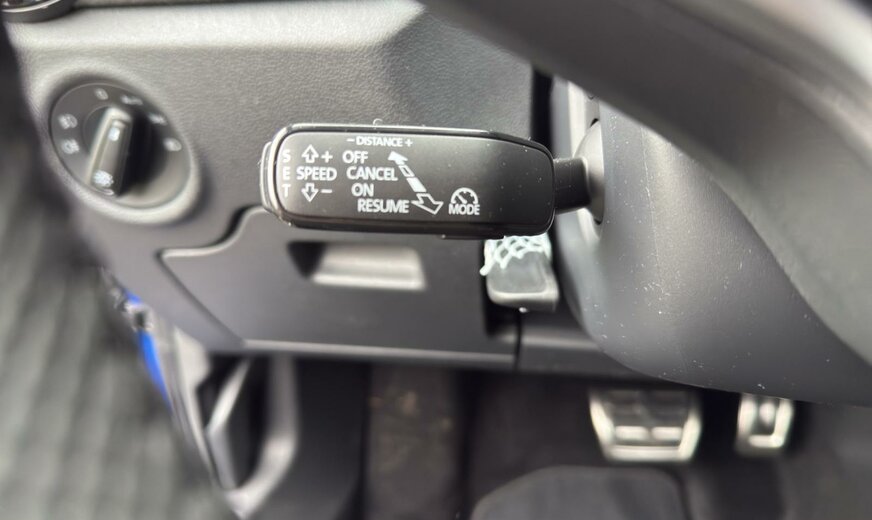 - DISTANCE +
S + OFF
E SPEED CANCEL
T - ON
RESUME MODE